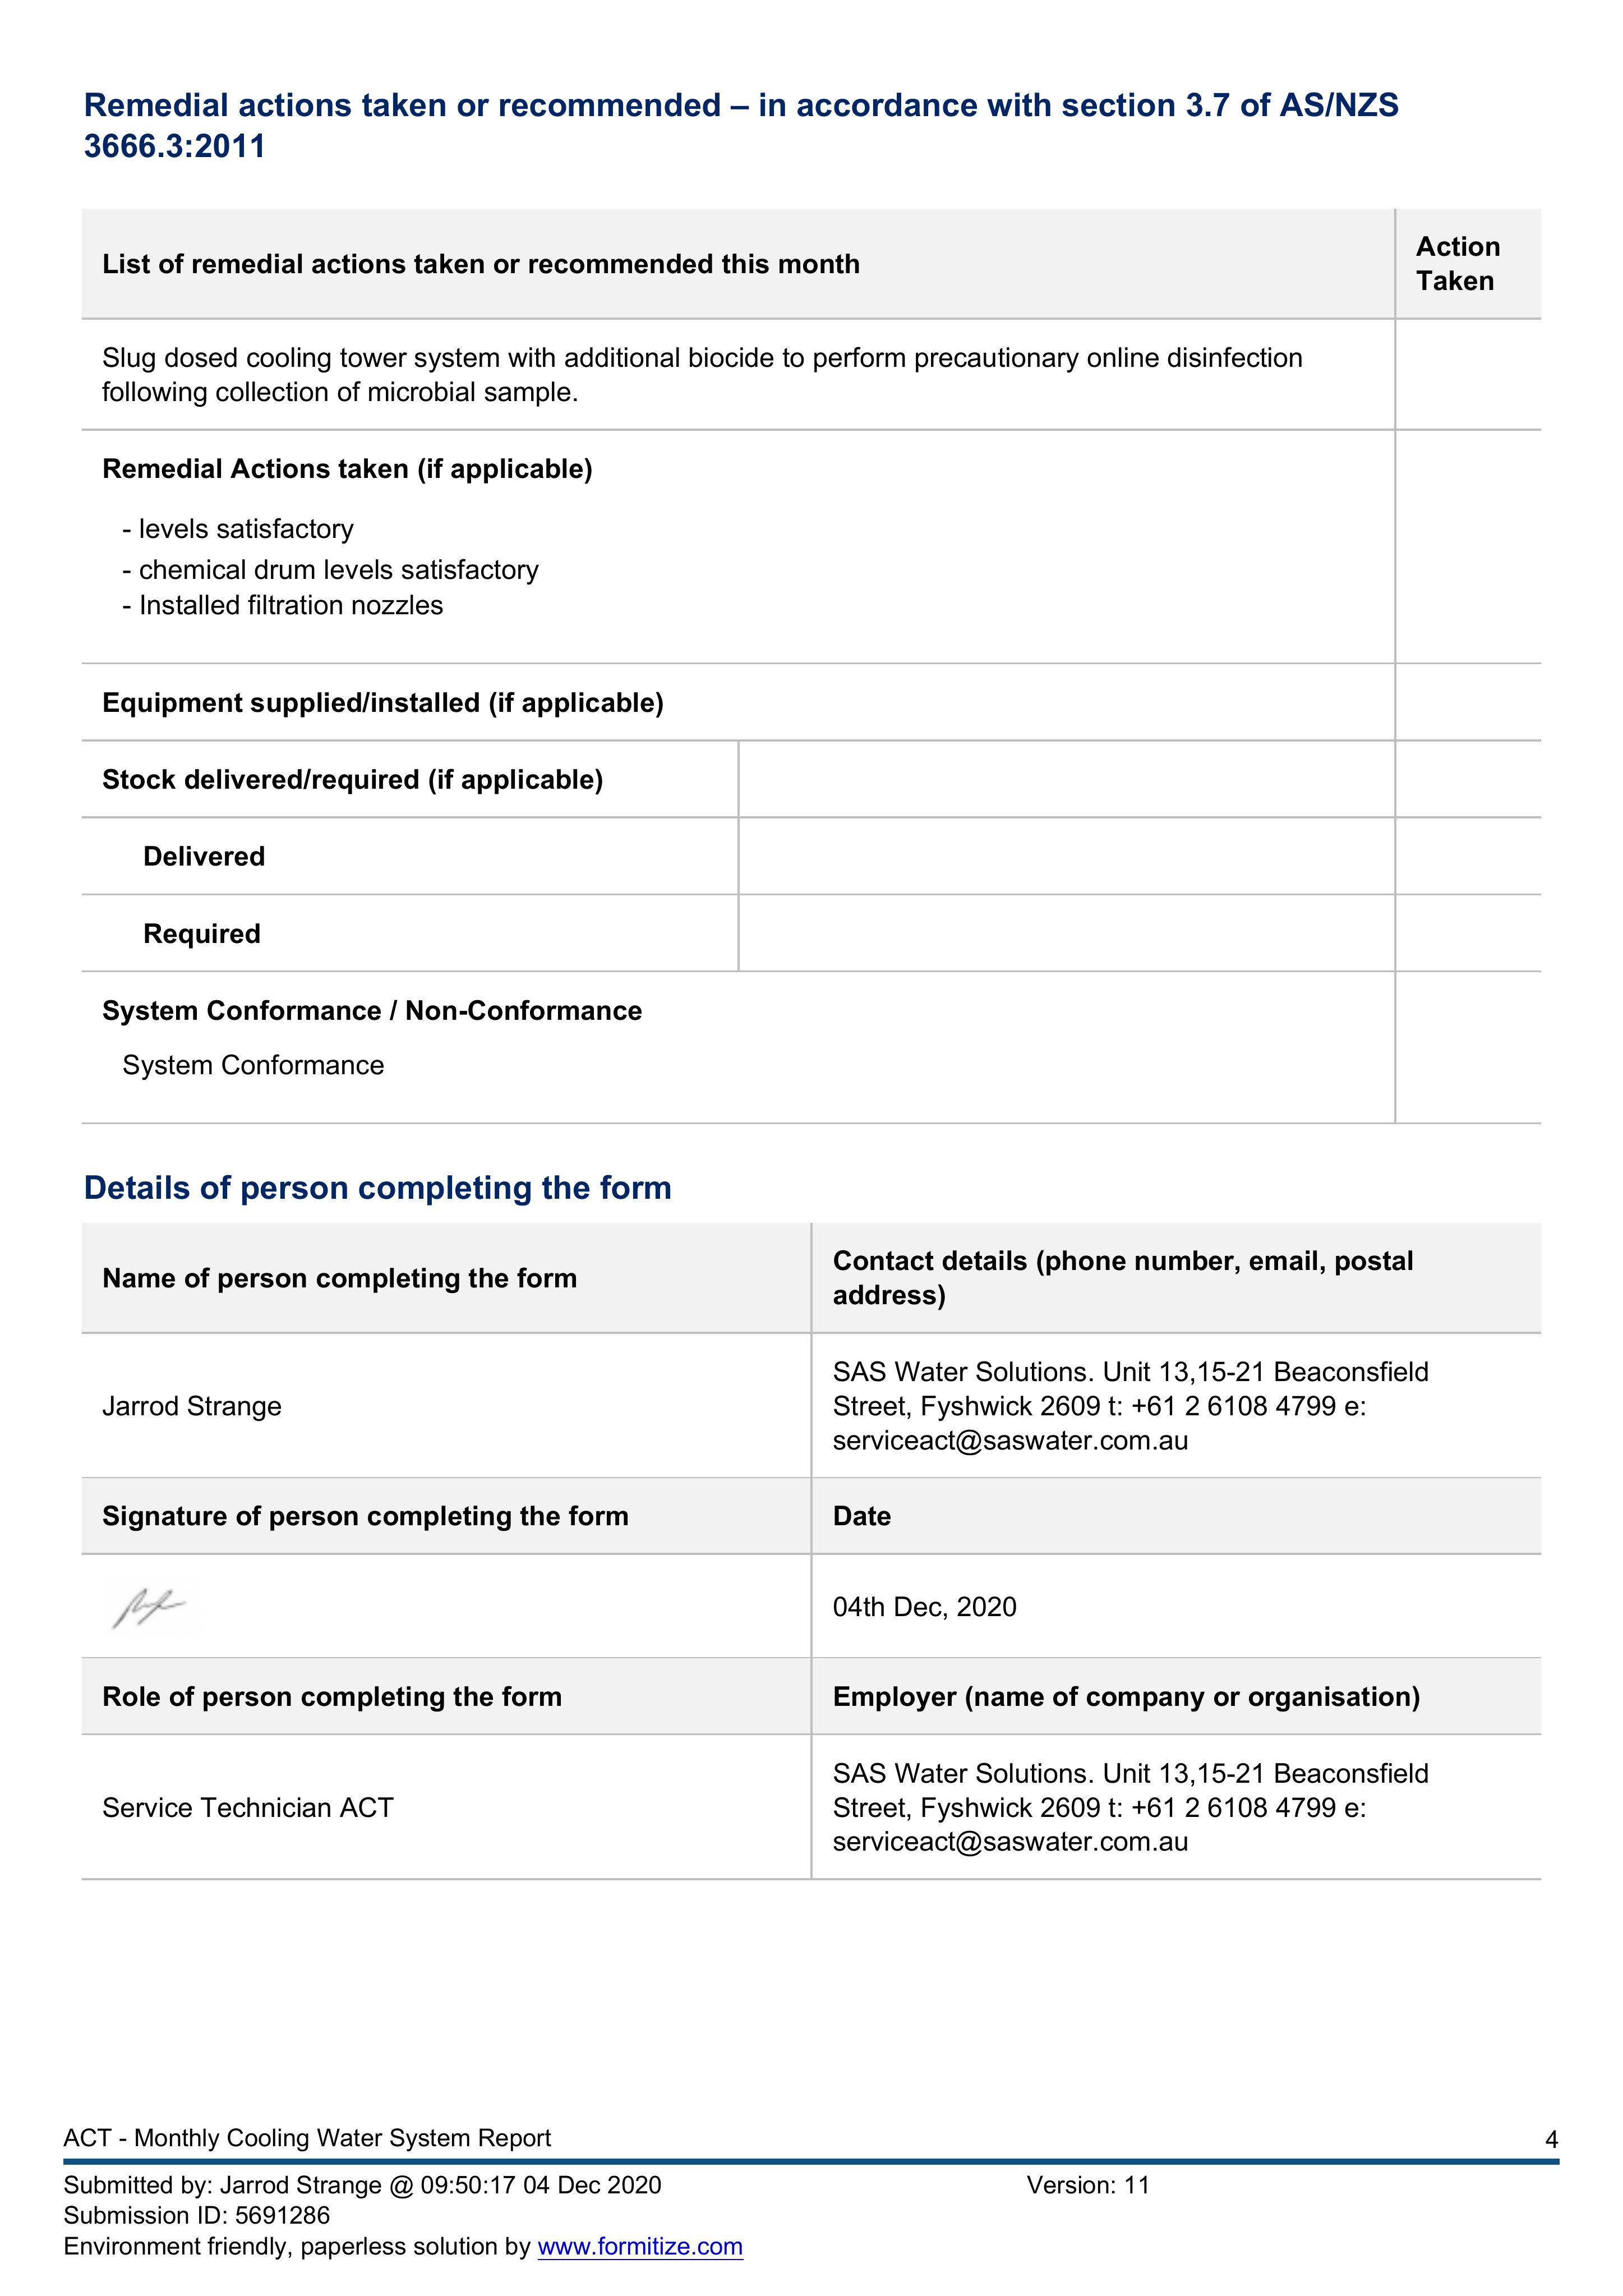 Remedial actions taken or recommended – in accordance with section 3.7 of AS/NZS
3666.3:2011
List of remedial actions taken or recommended this month
Action
Taken
Slug dosed cooling tower system with additional biocide to perform precautionary online disinfection
following collection of microbial sample.
Remedial Actions taken (if applicable)
- levels satisfactory
- chemical drum levels satisfactory
- Installed filtration nozzles
Equipment supplied/installed (if applicable)
Stock delivered/required (if applicable)
Delivered
Required
System Conformance / Non-Conformance
System Conformance
Details of person completing the form
Name of person completing the form
Contact details (phone number, email, postal
address)
Jarrod Strange
SAS Water Solutions. Unit 13,15-21 Beaconsfield
Street, Fyshwick 2609 t: +61 2 6108 4799 e:
serviceact@saswater.com.au
Signature of person completing the form
Date
04th Dec, 2020
Role of person completing the form
Employer (name of company or organisation)
Service Technician ACT
SAS Water Solutions. Unit 13,15-21 Beaconsfield
Street, Fyshwick 2609 t: +61 2 6108 4799 e:
serviceact@saswater.com.au
ACT - Monthly Cooling Water System Report
4
Submitted by: Jarrod Strange @ 09:50:17 04 Dec 2020
Version: 11
Submission ID: 5691286
Environment friendly, paperless solution by www.formitize.com